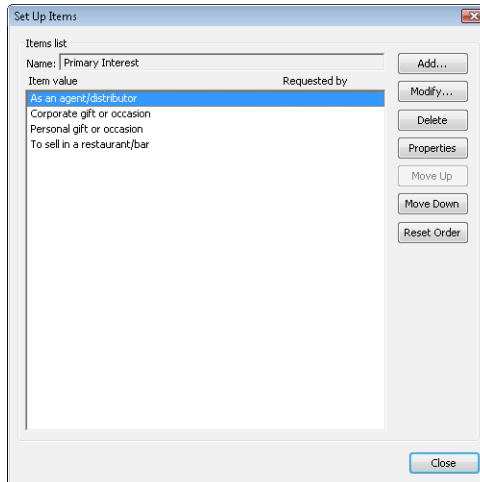 Set Up Items
Items list
Name: Primary Interest
Add...
Item value Requested by
Modify...
As an agent/distributor
Corporate gift or occasion
Delete
Personal gift or occasion
To sell in a restaurant/bar
Properties
Move Up
Move Down
Reset Order
Close